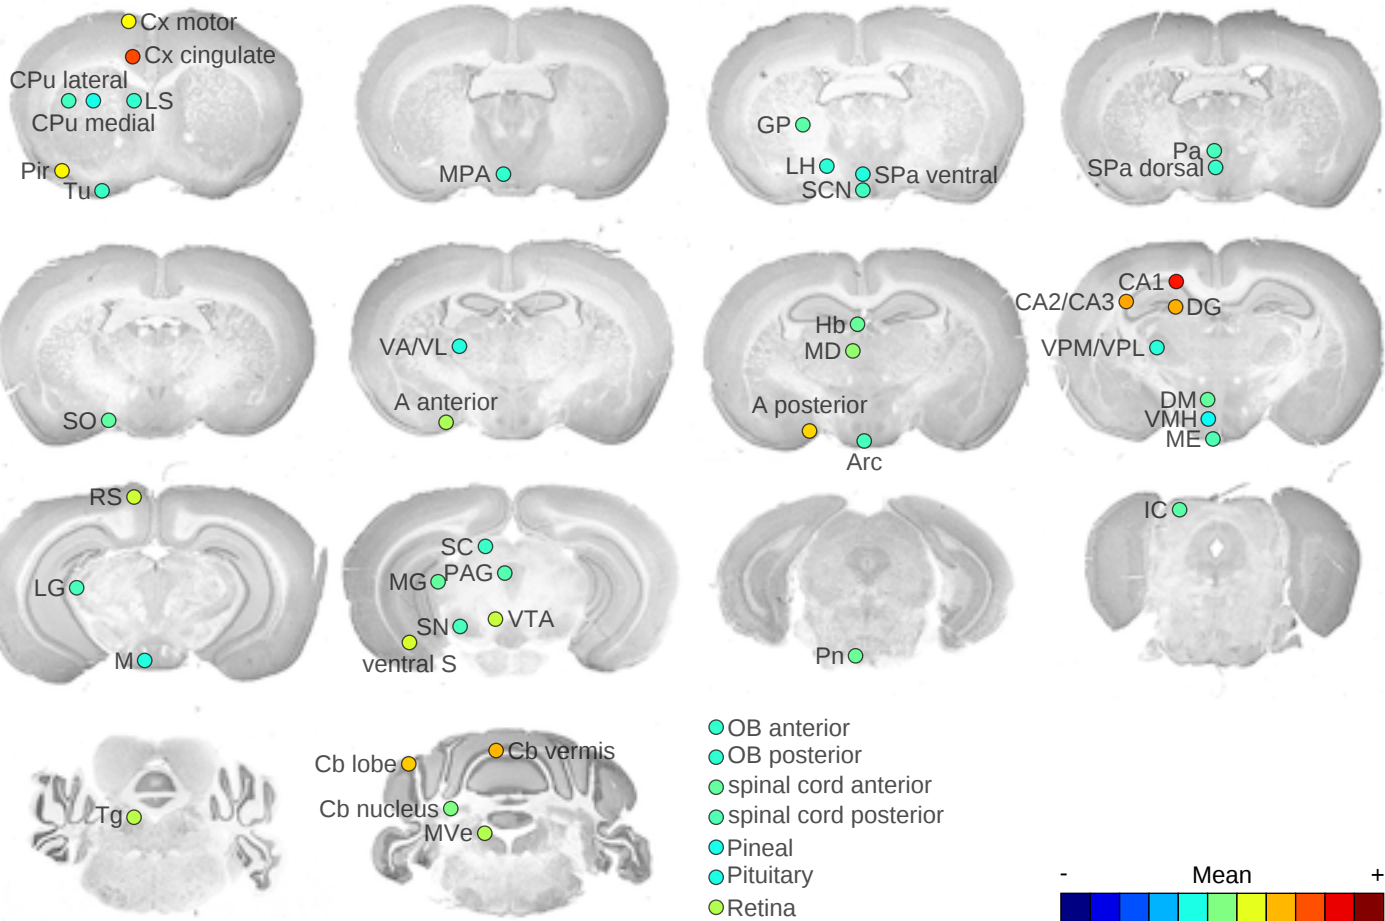 Cx motor
Cx cingulate
CPu lateral
LS
CPu medial
Pir
Tu
MPA
GP
LH
SPa ventral
SCN
Pa
SPa dorsal
SO
VA/VL
A anterior
Hb
MD
A posterior
Arc
CA1
CA2/CA3
DG
VPM/VPL
DM
VMH
ME
RS
LG
M
SC
MG
PAG
SN
VTA
ventral S
Pn
IC
Tg
Cb lobe
Cb vermis
Cb nucleus
MVe
OB anterior
OB posterior
spinal cord anterior
spinal cord posterior
Pineal
Pituitary
Retina
- Mean +